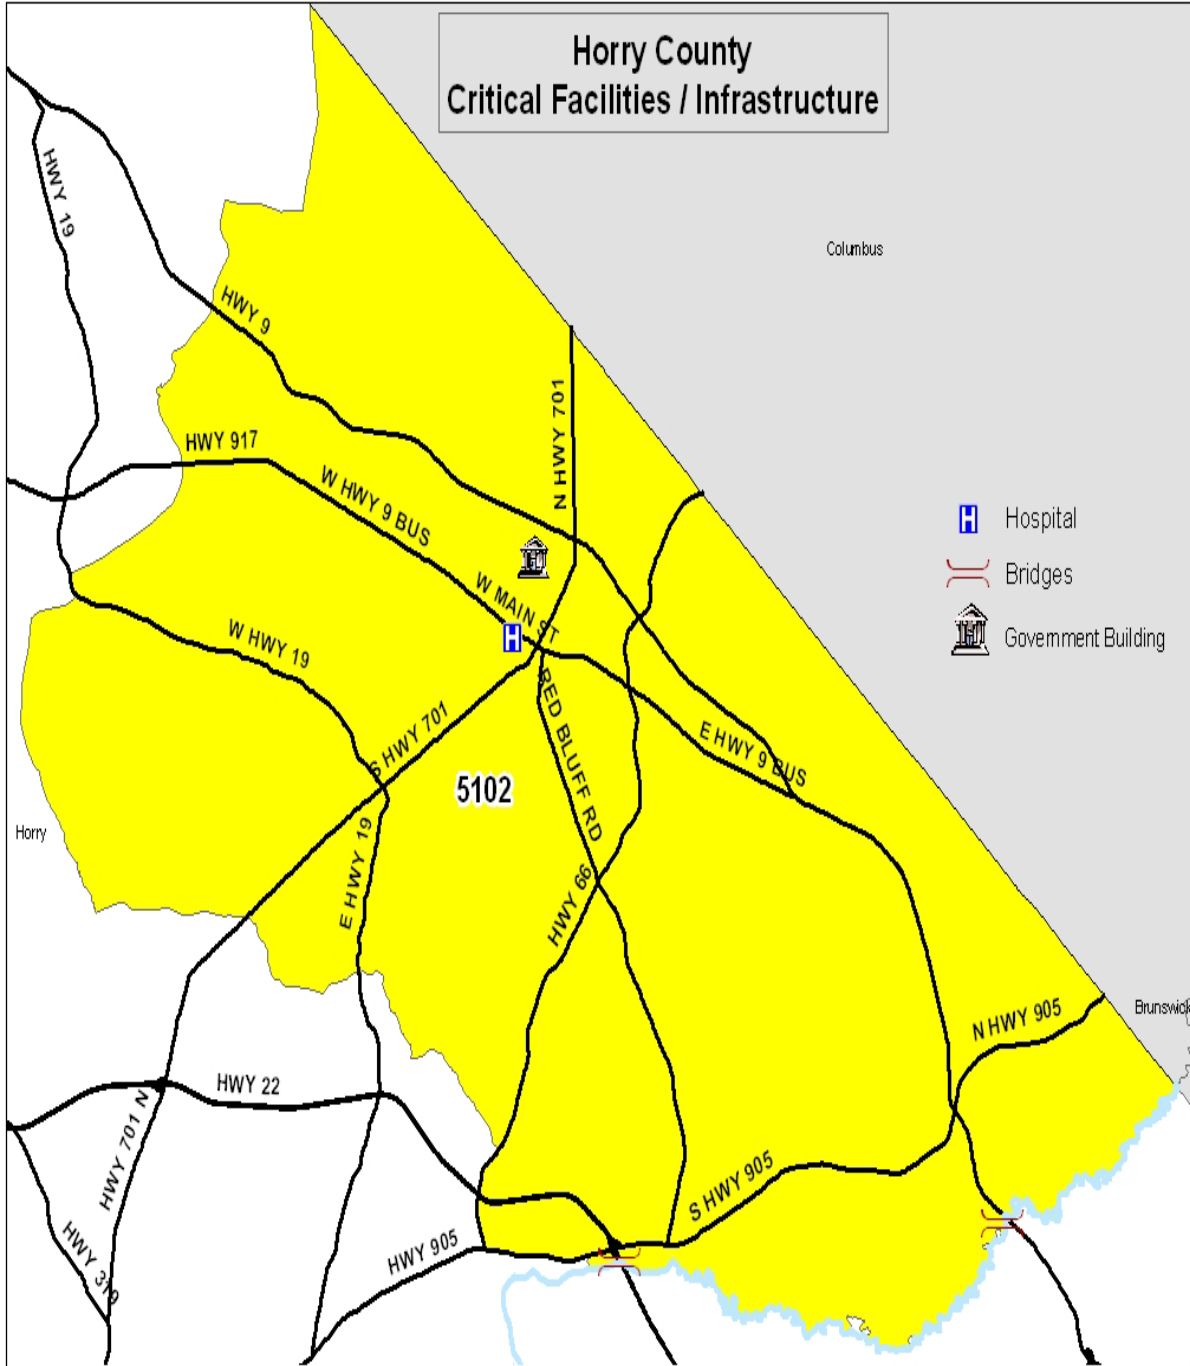 Horry County
Critical Facilities / Infrastructure
HWY 19
Columbus
HWY 9
N HWY 701
HWY 917
W HWY 9 BUS
H Hospital
Bridges
W MAIN ST
H
Government Building
W HWY 19
RED BLUFF RD
S HWY 701
E HWY 9 BUS
5102
Horry
E HWY 19
HWY 66
N HWY 905
Brunswick
HWY 22
HWY 701 N
S HWY 905
HWY 905
HWY 319